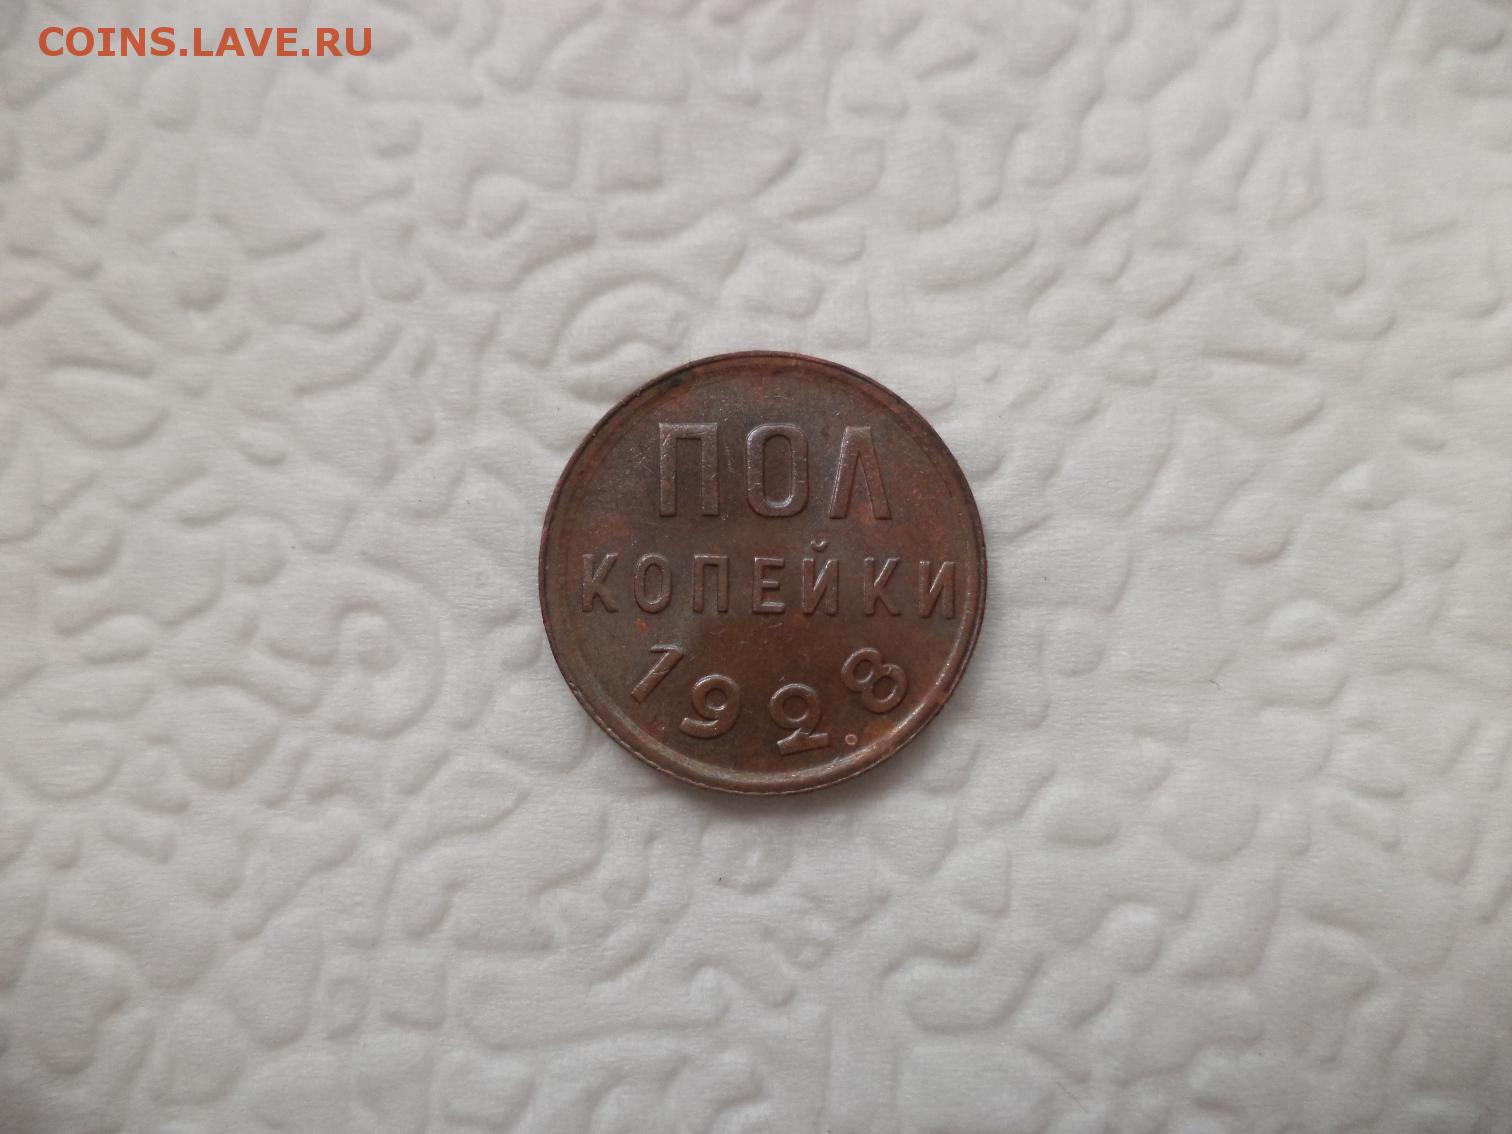 COINS.LAVE.RU
ПОЛ
КОПЕЙКИ
1928